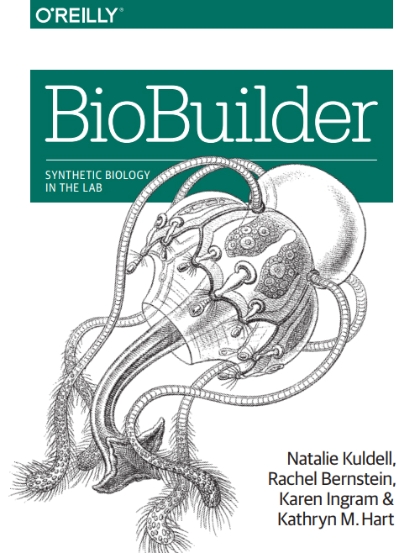 O'REILLY®
BioBuilder
SYNTHETIC BIOLOGY
IN THE LAB
Natalie Kuldell,
Rachel Bernstein,
Karen Ingram &
Kathryn M. Hart